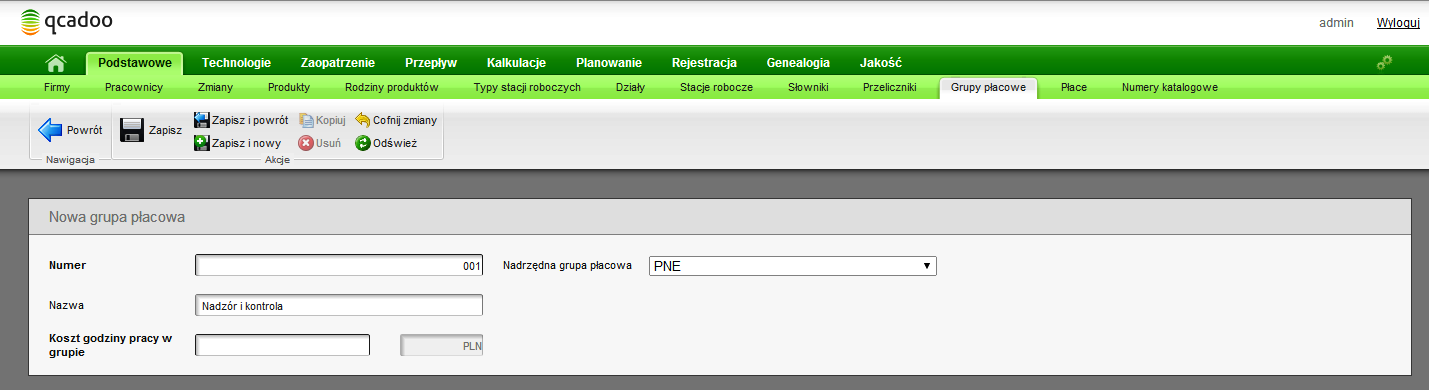 qcadoo
admin Wyloguj
Podstawowe Technologie Zaopatrzenie Przepływ Kalkulacje Planowanie Rejestracja Genealogia Jakość
Firmy Pracownicy Zmiany Produkty Rodziny produktów Typy stacji roboczych Działy Stacje robocze Słowniki Przeliczniki Grupy płacowe Płace Numery katalogowe
Powrót Zapisz Zapisz i powrót Kopiuj Cofnij zmiany
Zapisz i nowy Usuń Odśwież
Nawigacja Akcje
Nowa grupa płacowa
Numer 001 Nadrzędna grupa płacowa PNE
Nazwa Nadzór i kontrola
Koszt godziny pracy w
grupie PLN